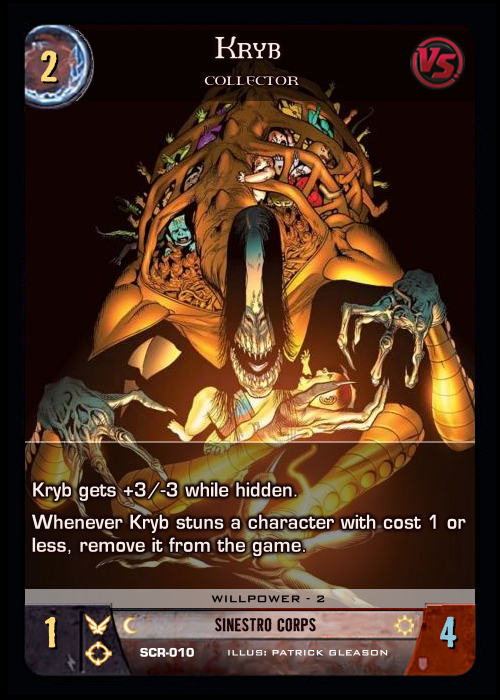 2
Kryb
VS.
COLLECTOR
Kryb gets +3/-3 while hidden.
Whenever Kryb stuns a character with cost 1 or
less, remove it from the game.
WILLPOWER - 2
1
SINESTRO CORPS
4
SCR-010 ILLUS: PATRICK GLEASON